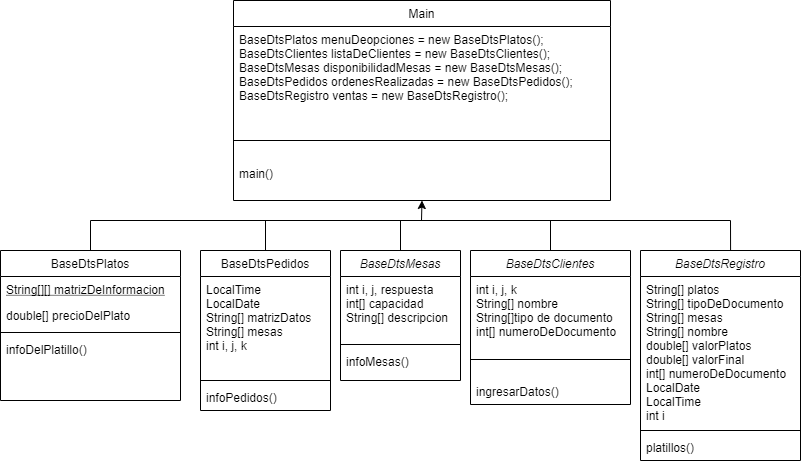 Main
BaseDtsPlatos menuDeopciones = new BaseDtsPlatos();
BaseDtsClientes listaDeClientes = new BaseDtsClientes();
BaseDtsMesas disponibilidadMesas = new BaseDtsMesas();
BaseDtsPedidos ordenesRealizadas = new BaseDtsPedidos();
BaseDtsRegistro ventas = new BaseDtsRegistro();
main()
BaseDtsPlatos
String[][] matrizDeInformacion
double[] precioDelPlato
infoDelPlatillo()
BaseDtsPedidos
LocalTime
LocalDate
String[] matrizDatos
String[] mesas
int i, j, k
infoPedidos()
BaseDtsMesas
int i, j, respuesta
int[] capacidad
String[] descripcion
infoMesas()
BaseDtsClientes
int i, j, k
String[] nombre
String[]tipo de documento
int[] numeroDeDocumento
ingresarDatos()
BaseDtsRegistro
String[] platos
String[] tipoDeDocumento
String[] mesas
String[] nombre
double[] valorPlatos
double[] valorFinal
int[] numeroDeDocumento
LocalDate
LocalTime
int i
platillos()